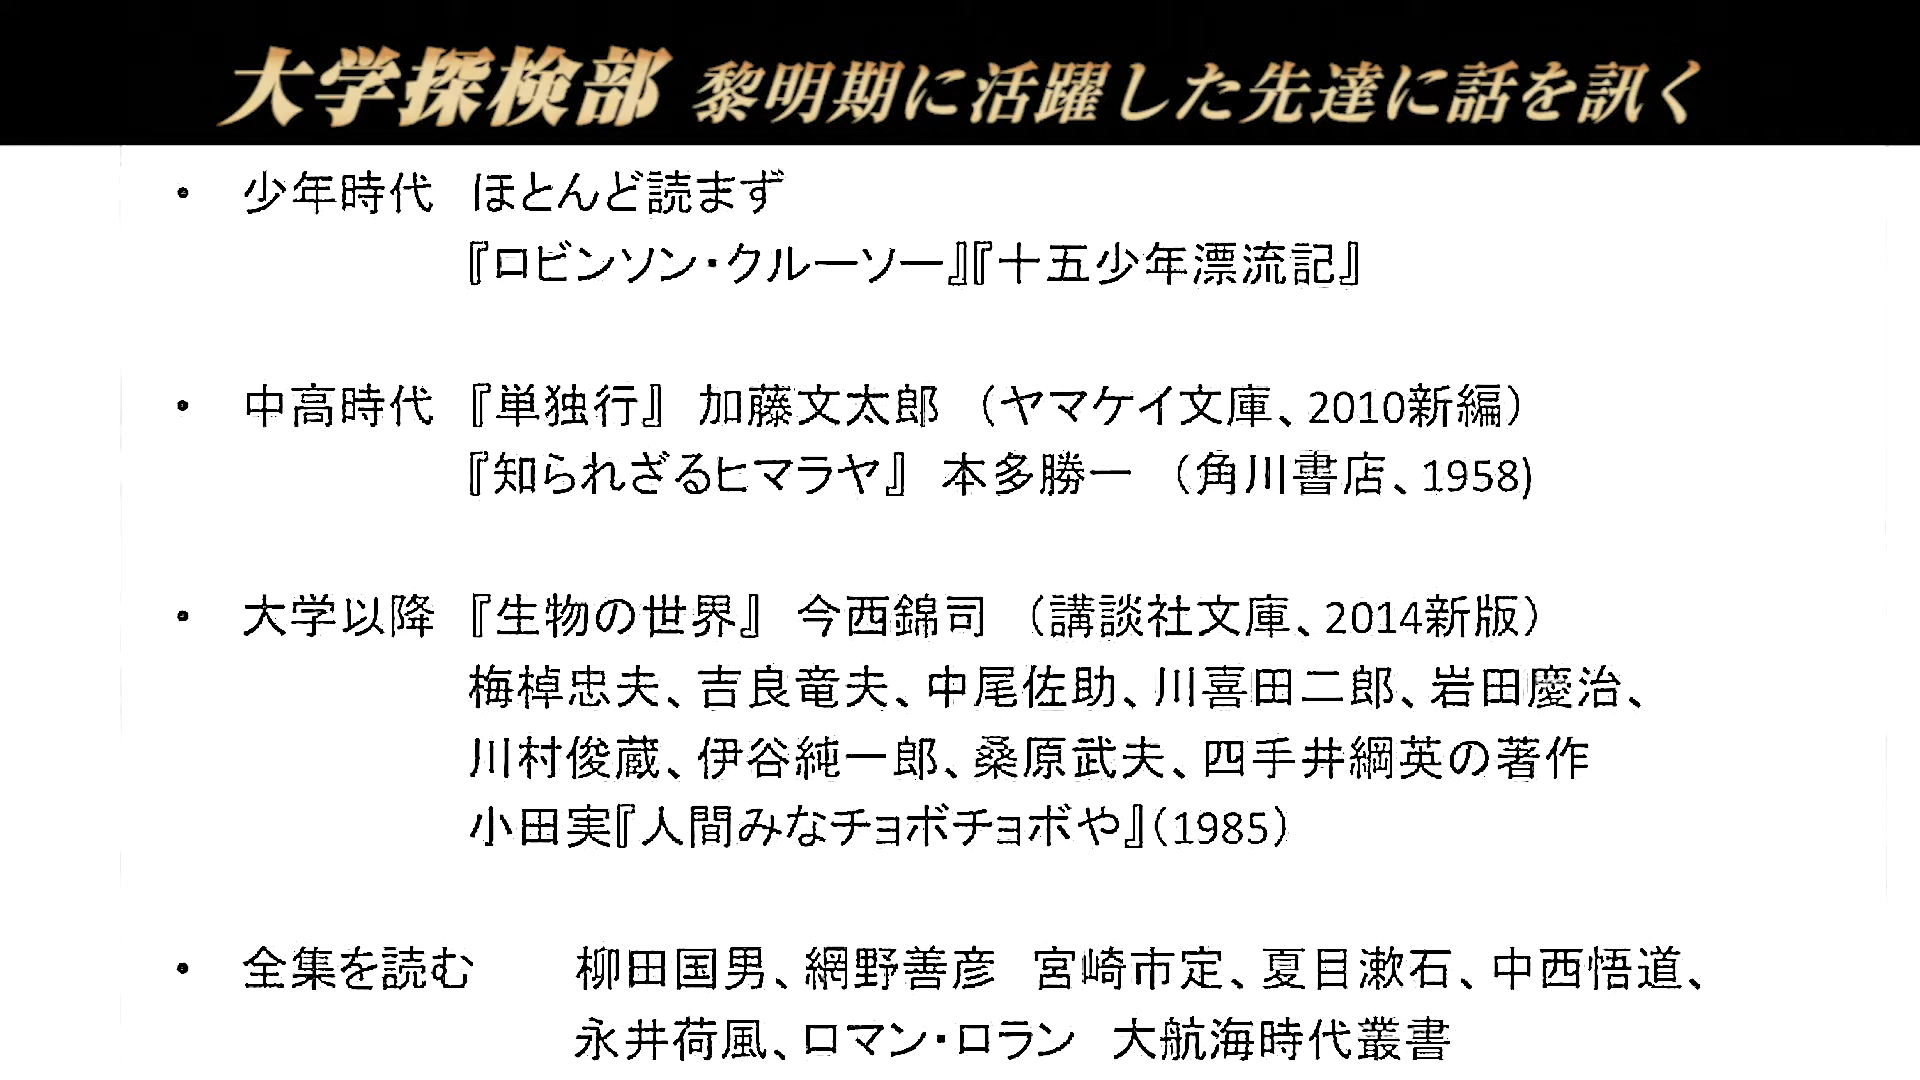 大学探検部 黎明期に活躍した先達に話を訊く
• 少年時代 ほとんど読まず
『ロビンソン・クルーソー』『十五少年漂流記』
• 中高時代 『単独行』 加藤文太郎 （ヤマケイ文庫、2010新編）
『知られざるヒマラヤ』 本多勝一 （角川書店、1958)
• 大学以降 『生物の世界』 今西錦司 （講談社文庫、2014新版）
梅棹忠夫、吉良竜夫、中尾佐助、川喜田二郎、岩田慶治、
川村俊蔵、伊谷純一郎、桑原武夫、四手井綱英の著作
小田実『人間みなチョボチョボや』（1985）
• 全集を読む 柳田国男、網野善彦 宮崎市定、夏目漱石、中西悟道、
永井荷風、ロマン・ロラン 大航海時代叢書